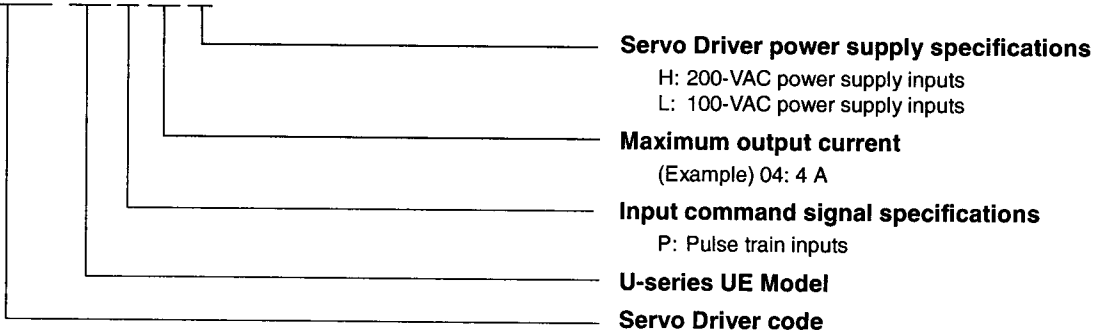 Servo Driver power supply specifications
H: 200-VAC power supply inputs
L: 100-VAC power supply inputs
Maximum output current
(Example) 04: 4 A
Input command signal specifications
P: Pulse train inputs
U-series UE Model
Servo Driver code